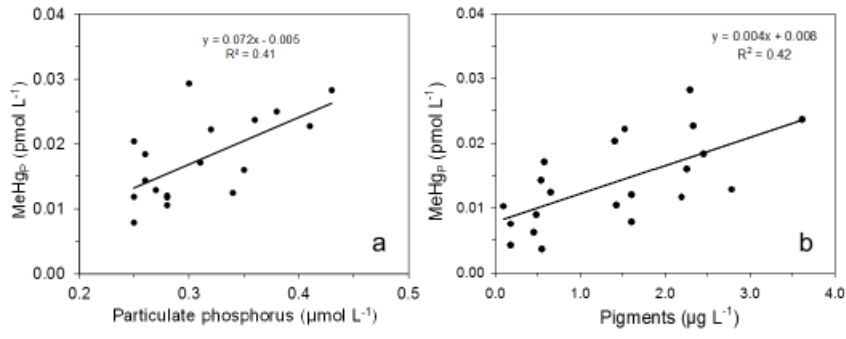 y = 0.072x - 0.005
R² = 0.41
MeHgP (pmol L-1)
0.04
0.03
0.02
0.01
0.00
a
0.2 0.3 0.4 0.5
Particulate phosphorus (μmol L-1)
y = 0.004x + 0.008
R² = 0.42
MeHgP (pmol L-1)
0.04
0.03
0.02
0.01
0.00
b
0.0 1.0 2.0 3.0 4.0
Pigments (μg L-1)